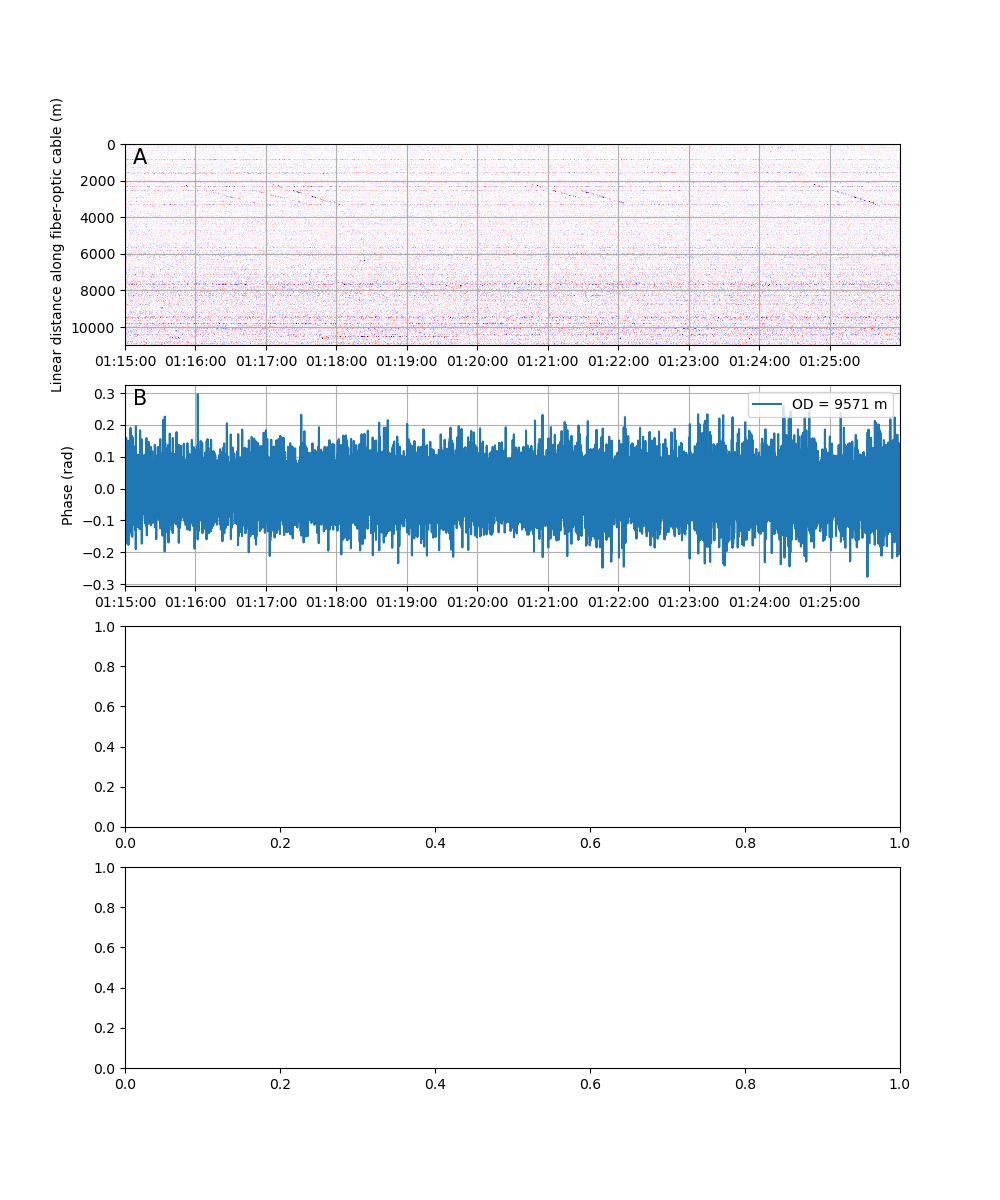 Linear distance along fiber-optic cable (m)
A
0
2000
4000
6000
8000
10000
01:15:00 01:16:00 01:17:00 01:18:00 01:19:00 01:20:00 01:21:00 01:22:00 01:23:00 01:24:00 01:25:00
Phase (rad)
B
OD = 9571 m
0.3
0.2
0.1
0.0
−0.1
−0.2
−0.3
01:15:00 01:16:00 01:17:00 01:18:00 01:19:00 01:20:00 01:21:00 01:22:00 01:23:00 01:24:00 01:25:00
1.0
0.8
0.6
0.4
0.2
0.0
0.0 0.2 0.4 0.6 0.8 1.0
1.0
0.8
0.6
0.4
0.2
0.0
0.0 0.2 0.4 0.6 0.8 1.0